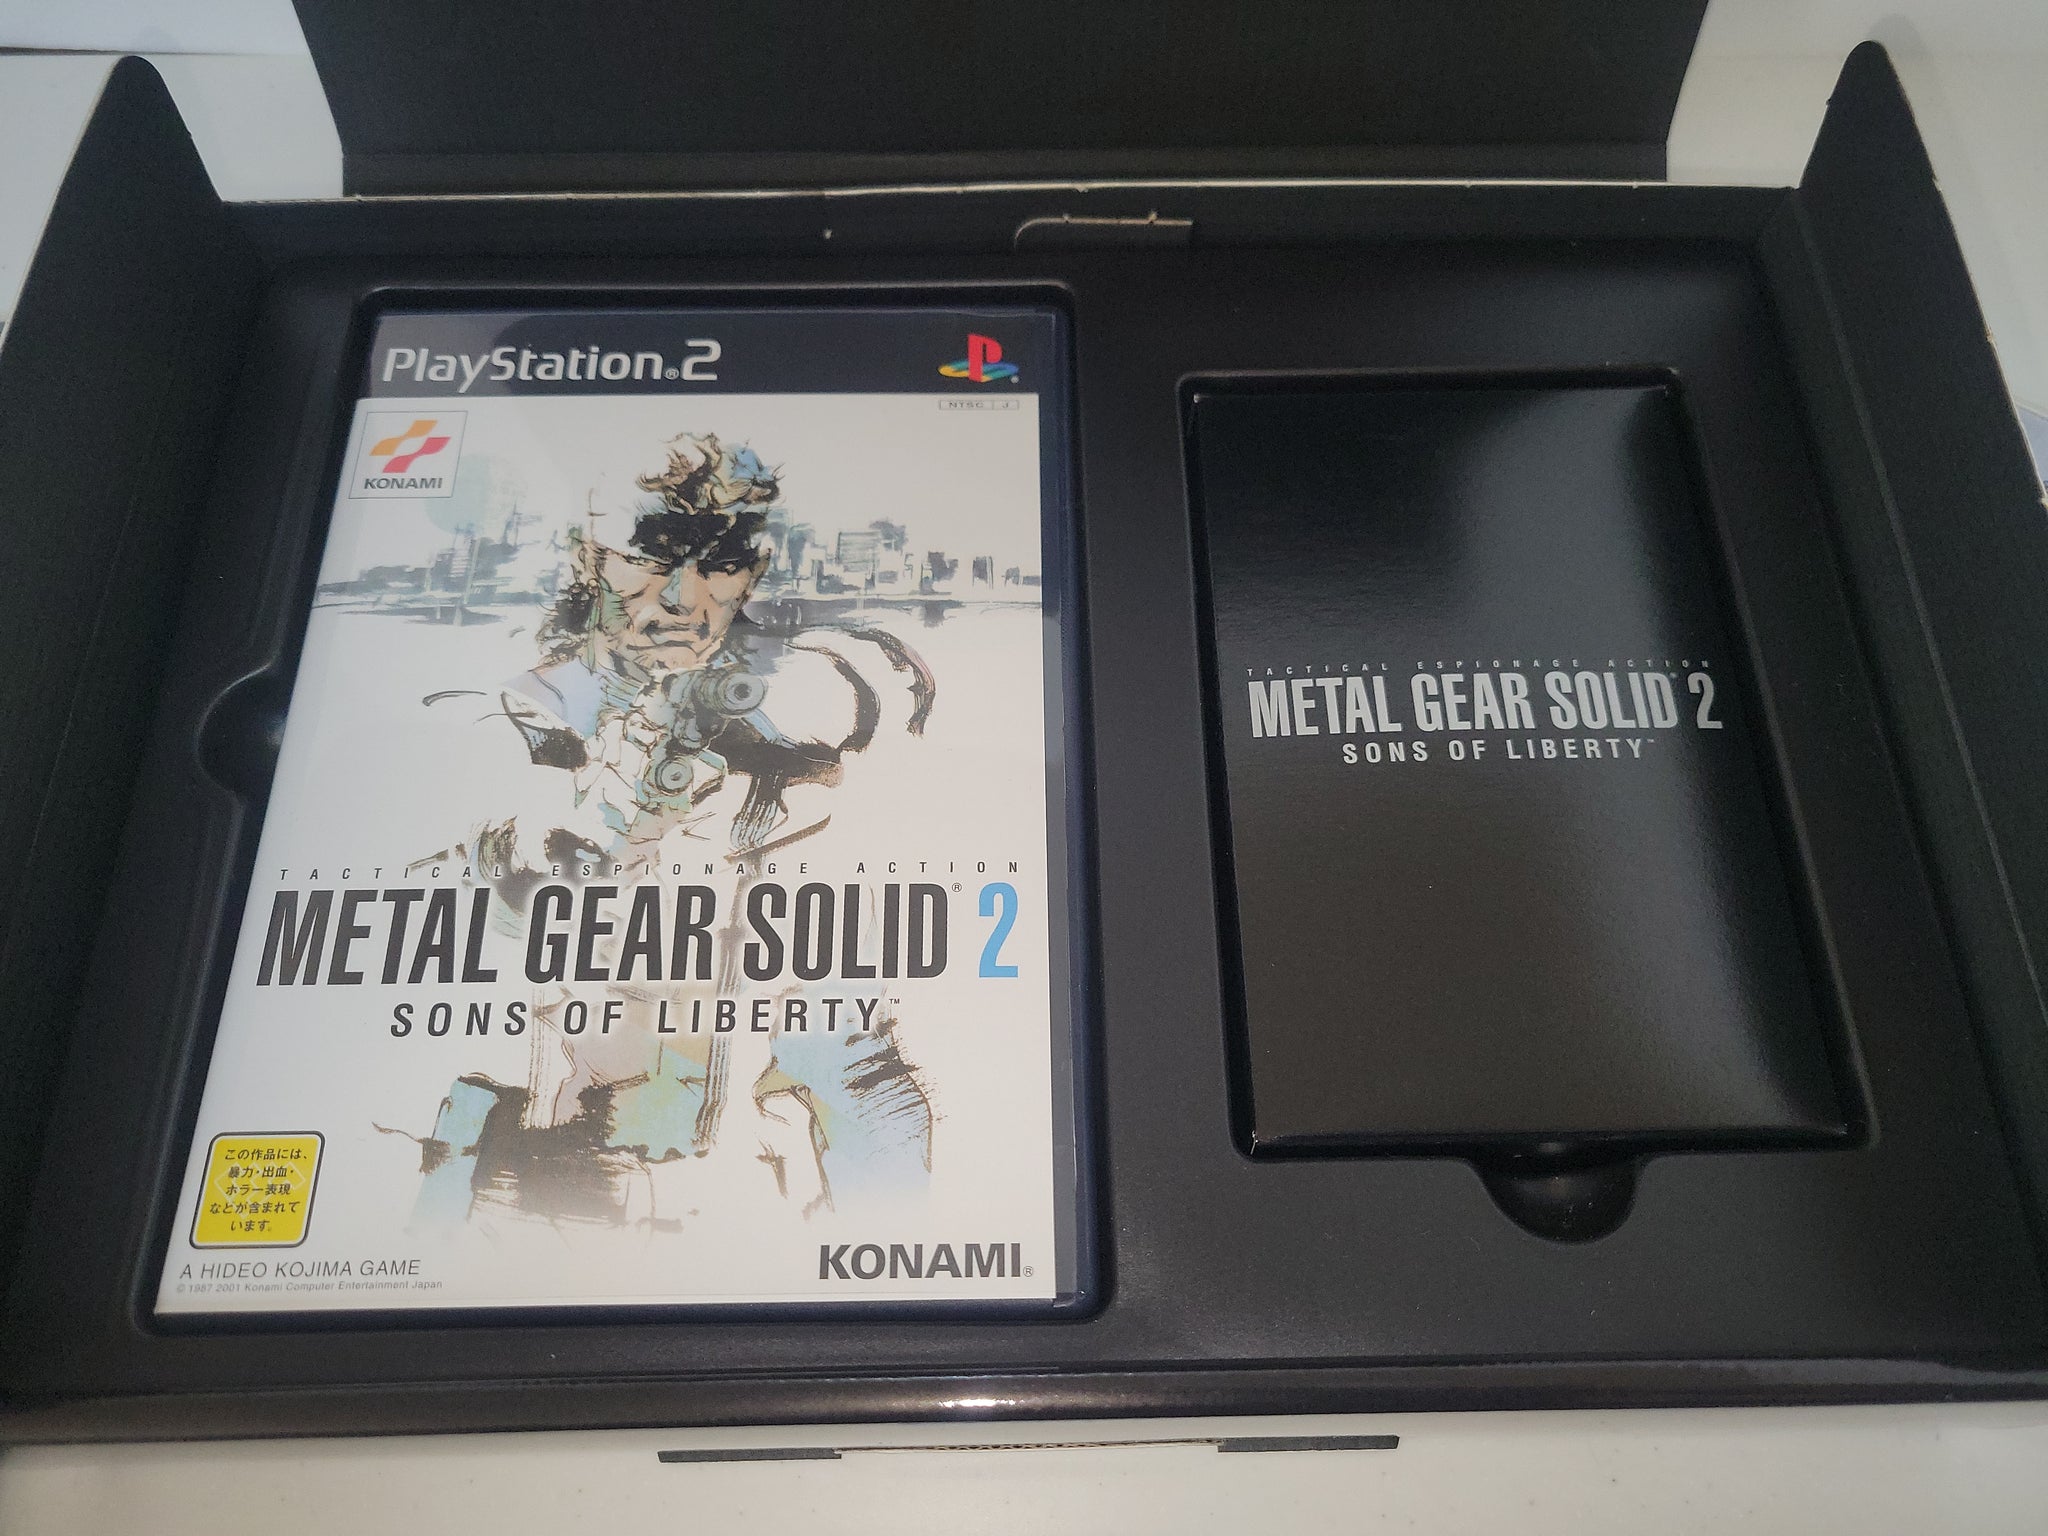 PlayStation®2
NTSC J
KONAMI
TACTICAL ESPIONAGE ACTION
METAL GEAR SOLID® 2
SONS OF LIBERTY™
この作品には、
暴力・出血・
ホラー表現
などが含まれて
います。
A HIDEO KOJIMA GAME
© 1987 2001 Konami Computer Entertainment Japan
KONAMI®
TACTICAL ESPIONAGE ACTION
METAL GEAR SOLID® 2
SONS OF LIBERTY™